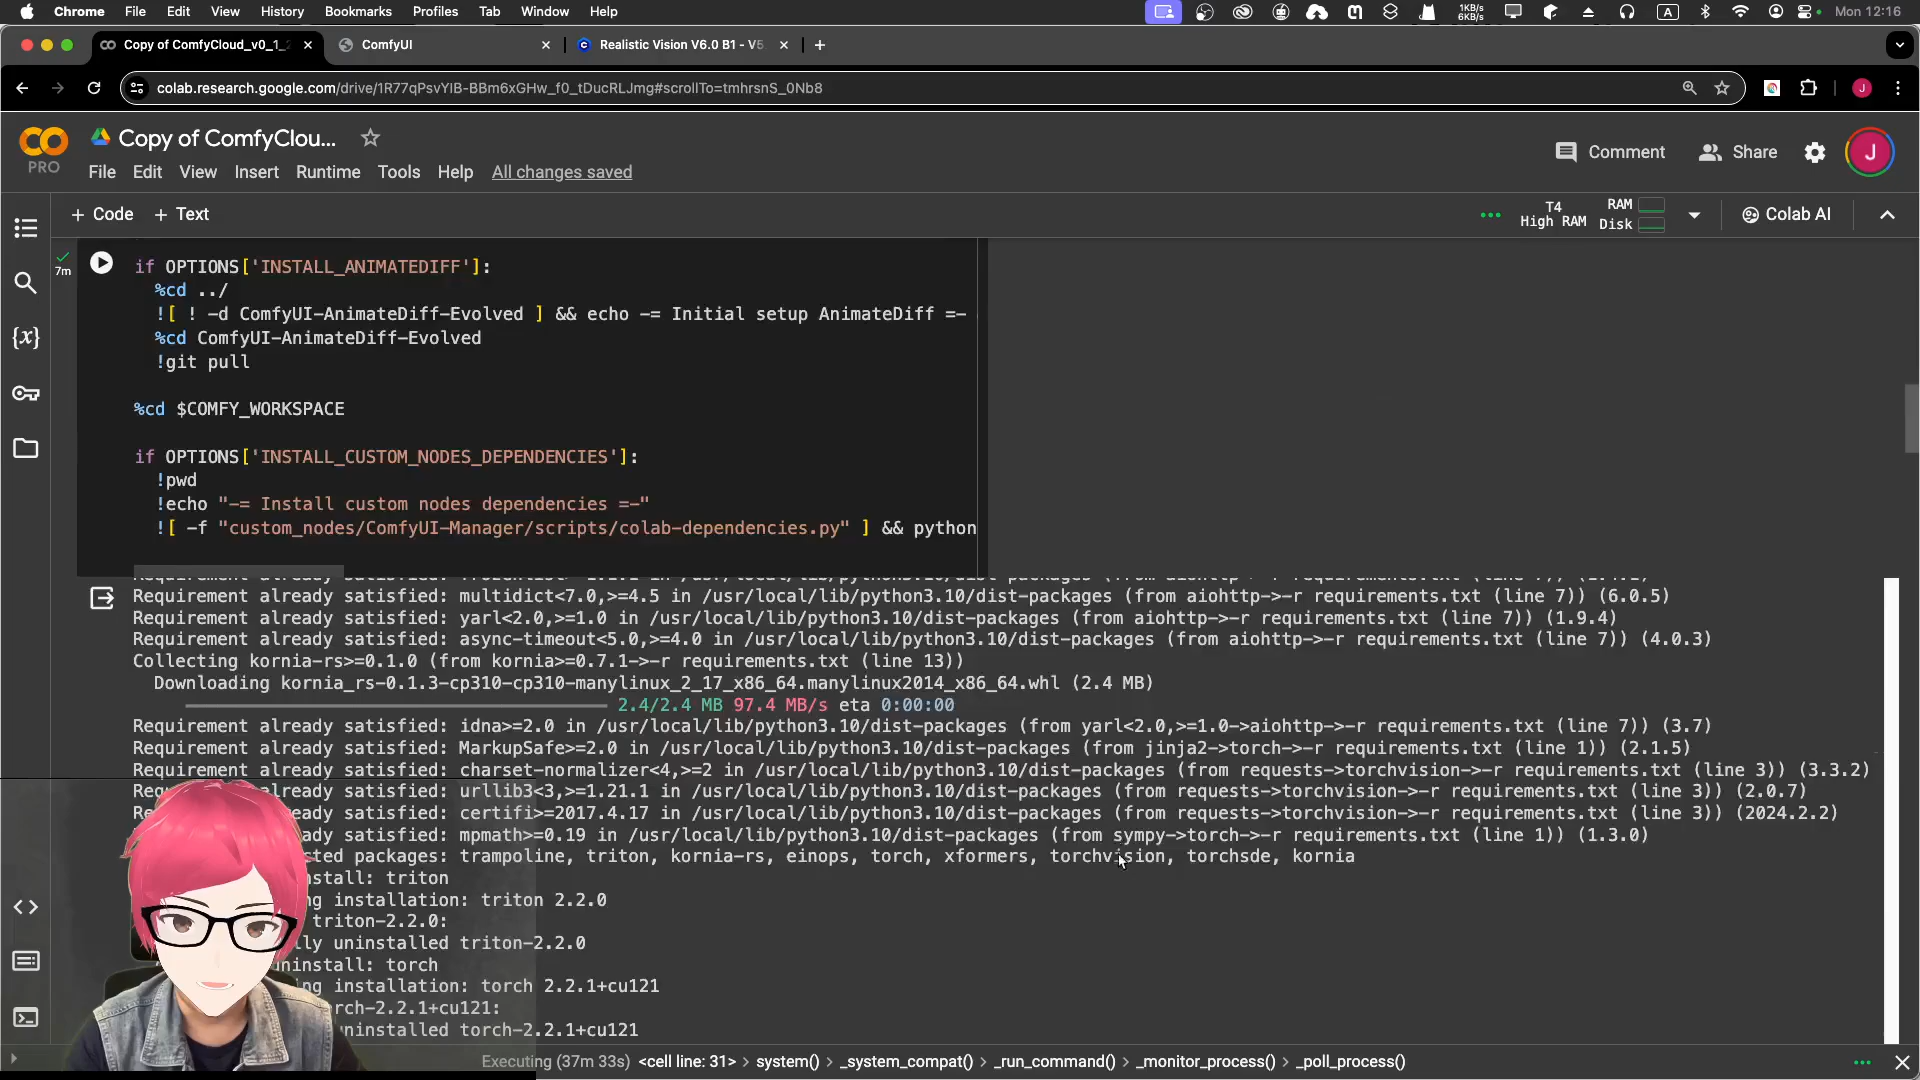 Chrome File Edit View History Bookmarks Profiles Tab Window Help
1KB/s
6KB/s
A
Mon 12:16
Copy of ComfyCloud_v0_1_
ComfyUI
Realistic Vision V6.0 B1 - V5
colab.research.google.com/drive/1R77qPsvYIB-BBm6xGHw_f0_tDucRLJmg#scrollTo=tmhrsnS_0Nb8
J
PRO
Copy of ComfyClou...
Comment
Share
J
File Edit View Insert Runtime Tools Help All changes saved
+ Code + Text
T4
High RAM
RAM
Disk
Colab AI
{x}
7m
if OPTIONS['INSTALL_ANIMATEDIFF']:
%cd ../
![ ! -d ComfyUI-AnimateDiff-Evolved ] && echo -= Initial setup AnimateDiff =-
%cd ComfyUI-AnimateDiff-Evolved
!git pull
%cd $COMFY_WORKSPACE
if OPTIONS['INSTALL_CUSTOM_NODES_DEPENDENCIES']:
!pwd
!echo "-= Install custom nodes dependencies =-"
![ -f "custom_nodes/ComfyUI-Manager/scripts/colab-dependencies.py" ] && python
Requirement already satisfied: multidict<7.0,>=4.5 in /usr/local/lib/python3.10/dist-packages (from aiohttp->-r requirements.txt (line 7)) (6.0.5)
Requirement already satisfied: yarl<2.0,>=1.0 in /usr/local/lib/python3.10/dist-packages (from aiohttp->-r requirements.txt (line 7)) (1.9.4)
Requirement already satisfied: async-timeout<5.0,>=4.0 in /usr/local/lib/python3.10/dist-packages (from aiohttp->-r requirements.txt (line 7)) (4.0.3)
Collecting kornia-rs>=0.1.0 (from kornia>=0.7.1->-r requirements.txt (line 13))
Downloading kornia_rs-0.1.3-cp310-cp310-manylinux_2_17_x86_64.manylinux2014_x86_64.whl (2.4 MB)
2.4/2.4 MB 97.4 MB/s eta 0:00:00
Requirement already satisfied: idna>=2.0 in /usr/local/lib/python3.10/dist-packages (from yarl<2.0,>=1.0->aiohttp->-r requirements.txt (line 7)) (3.7)
Requirement already satisfied: MarkupSafe>=2.0 in /usr/local/lib/python3.10/dist-packages (from jinja2->torch->-r requirements.txt (line 1)) (2.1.5)
Requirement already satisfied: charset-normalizer<4,>=2 in /usr/local/lib/python3.10/dist-packages (from requests->torchvision->-r requirements.txt (line 3)) (3.3.2)
satisfied: urllib3<3,>=1.21.1 in /usr/local/lib/python3.10/dist-packages (from requests->torchvision->-r requirements.txt (line 3)) (2.0.7)
satisfied: certifi>=2017.4.17 in /usr/local/lib/python3.10/dist-packages (from requests->torchvision->-r requirements.txt (line 3)) (2024.2.2)
satisfied: mpmath>=0.19 in /usr/local/lib/python3.10/dist-packages (from sympy->torch->-r requirements.txt (line 1)) (1.3.0)
packages: trampoline, triton, kornia-rs, einops, torch, xformers, torchvision, torchsde, kornia
triton
installation: triton 2.2.0
triton-2.2.0:
uninstalled triton-2.2.0
torch
installation: torch 2.2.1+cu121
uninstalled torch-2.2.1+cu121
Executing (37m 33s) <cell line: 31> > system() > _system_compat() > _run_command() > _monitor_process() > _poll_process()